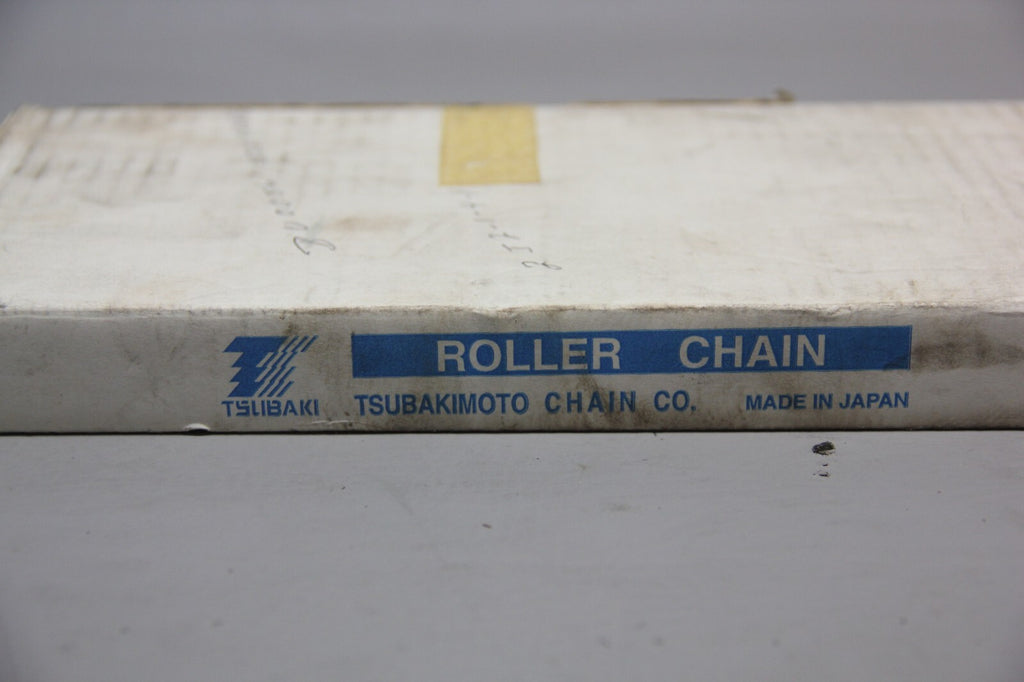 ROLLER CHAIN
TSUBAKI
TSUBAKIMOTO CHAIN CO. MADE IN JAPAN